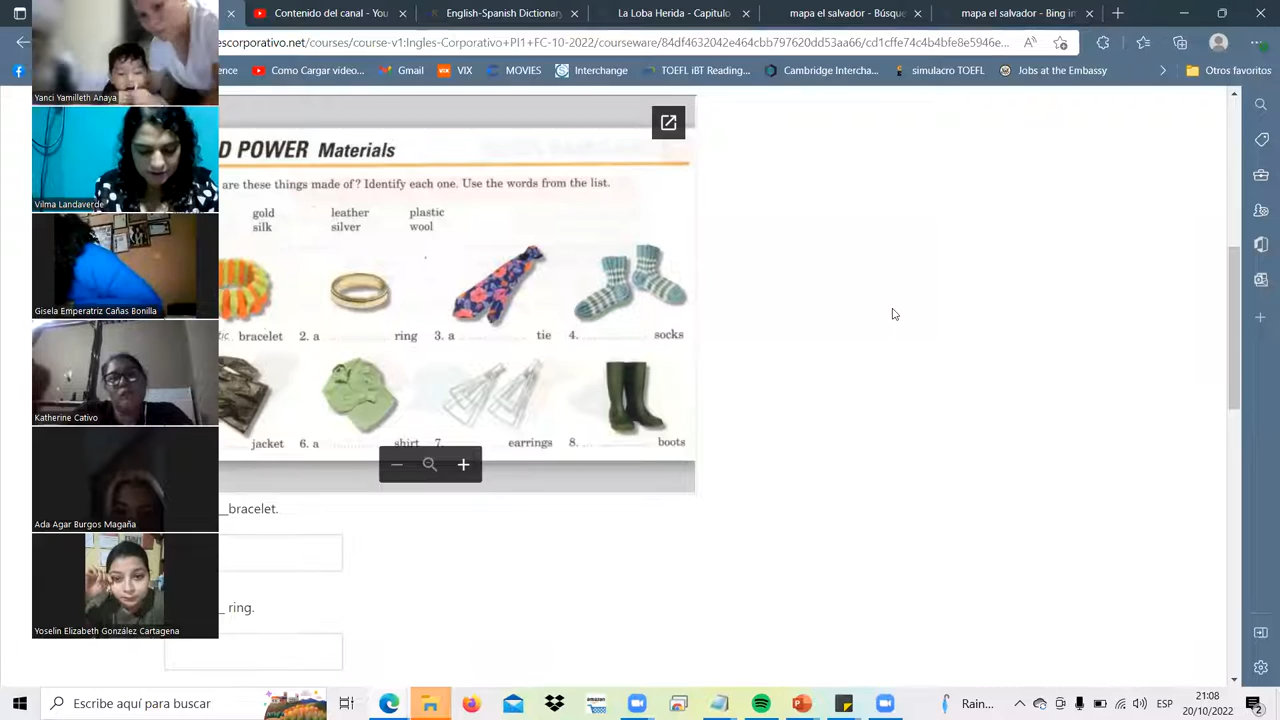 Contenido del canal - You
English-Spanish Dictionary
La Loba Herida - Capitulo
mapa el salvador - Búsque
mapa el salvador - Bing in
escorporativo.net/courses/course-v1:Ingles-Corporativo+PI1+FC-10-2022/courseware/84df4632042e464cbb797620dd53aa66/cd1cffe74c4b4bfe8e5946e...
ence
Como Cargar vídeo...
Gmail
VIX
MOVIES
Interchange
TOEFL iBT Reading...
Cambridge Intercha...
simulacro TOEFL
Jobs at the Embassy
Otros favoritos
Yanci Yamilleth Anaya
Vilma Landaverde
Gisela Emperatriz Cañas Bonilla
Katherine Cativo
Ada Agar Burgos Magaña
Yoselin Elizabeth González Cartagena
D POWER Materials
are these things made of? Identify each one. Use the words from the list.
gold leather plastic
silk silver wool
tic bracelet 2. a ring 3. a tie 4. socks
jacket 6. a shirt 7. earrings 8. boots
__bracelet.
_ ring.
Escribe aquí para buscar
Rain
ESP
21:08
20/10/2022
2